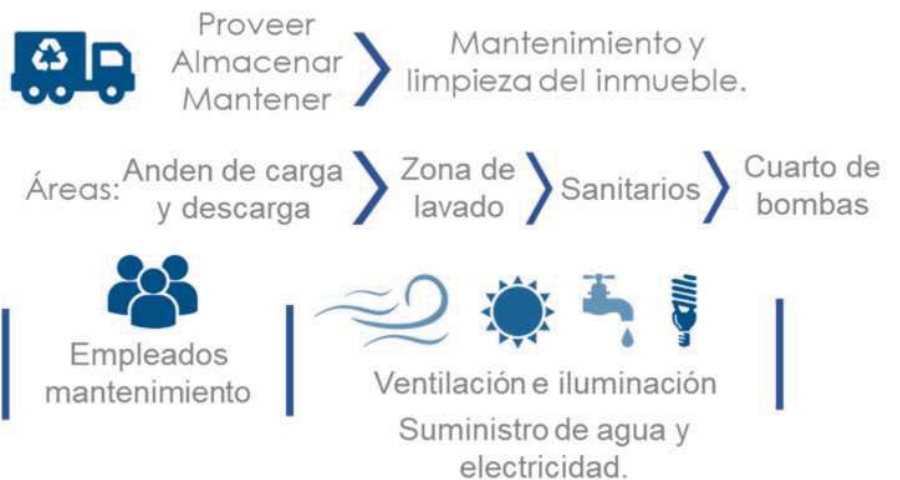 Proveer
Almacenar
Mantener
Mantenimiento y
limpieza del inmueble.
Áreas:
Anden de carga
y descarga
Zona de
lavado
Sanitarios
Cuarto de
bombas
Empleados
mantenimiento
Ventilación e iluminación
Suministro de agua y
electricidad.